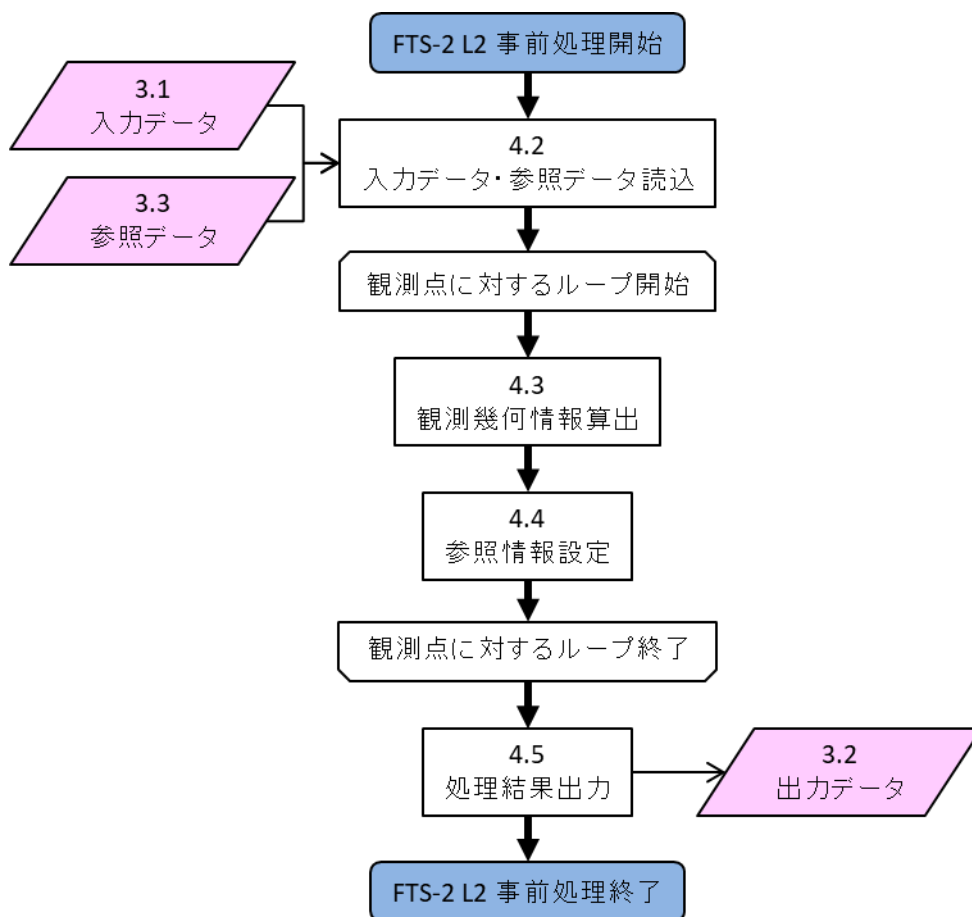 FTS-2 L2 事前処理開始
3.1
入力データ
4.2
入力データ・参照データ読込
3.3
参照データ
観測点に対するループ開始
4.3
観測幾何情報算出
4.4
参照情報設定
観測点に対するループ終了
4.5
処理結果出力
3.2
出力データ
FTS-2 L2 事前処理終了